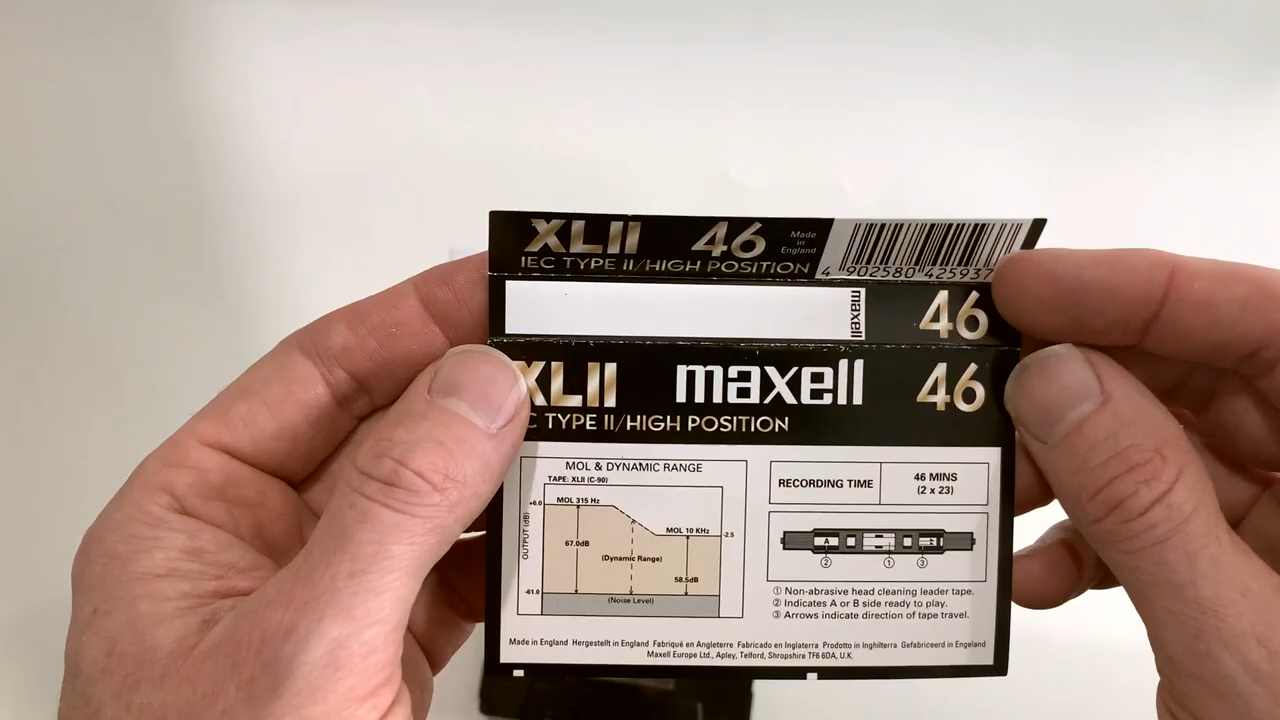 XLII 46 Made in England
IEC TYPE II/HIGH POSITION
4 902580 425937
maxell 46
XLII maxell 46
C TYPE II/HIGH POSITION
MOL & DYNAMIC RANGE
TAPE: XLII (C-90)
MOL 315 Hz
+6.0
MOL 10 KHz
-2.5
OUTPUT (dB)
67.0dB
(Dynamic Range)
58.5dB
-61.0
(Noise Level)
RECORDING TIME
46 MINS
(2 x 23)
A
② ① ③
① Non-abrasive head cleaning leader tape.
② Indicates A or B side ready to play.
③ Arrows indicate direction of tape travel.
Made in England Hergestellt in England Fabriqué en Angleterre Fabricado en Inglaterra Prodotto in Inghilterra Gefabriceerd in Engeland
Maxell Europe Ltd., Apley, Telford, Shropshire TF6 6DA, U.K.